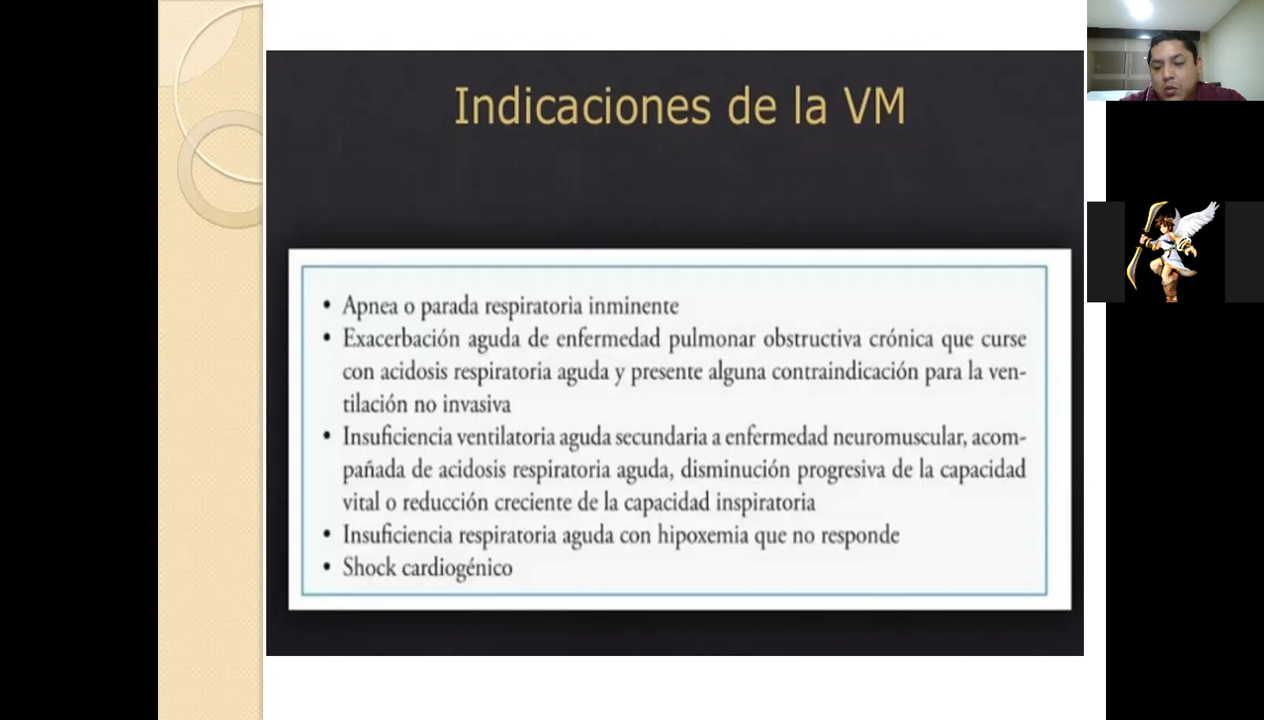 Indicaciones de la VM
• Apnea o parada respiratoria inminente
• Exacerbación aguda de enfermedad pulmonar obstructiva crónica que curse
con acidosis respiratoria aguda y presente alguna contraindicación para la ven-
tilación no invasiva
• Insuficiencia ventilatoria aguda secundaria a enfermedad neuromuscular, acom-
pañada de acidosis respiratoria aguda, disminución progresiva de la capacidad
vital o reducción creciente de la capacidad inspiratoria
• Insuficiencia respiratoria aguda con hipoxemia que no responde
• Shock cardiogénico